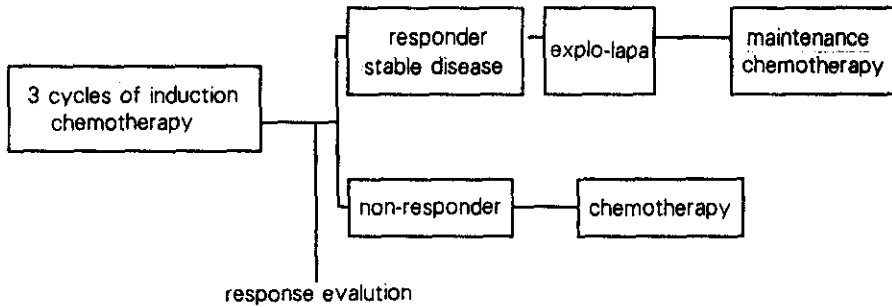 3 cycles of induction
chemotherapy
responder
stable disease
explo-lapa
maintenance
chemotherapy
non-responder
chemotherapy
response evalution